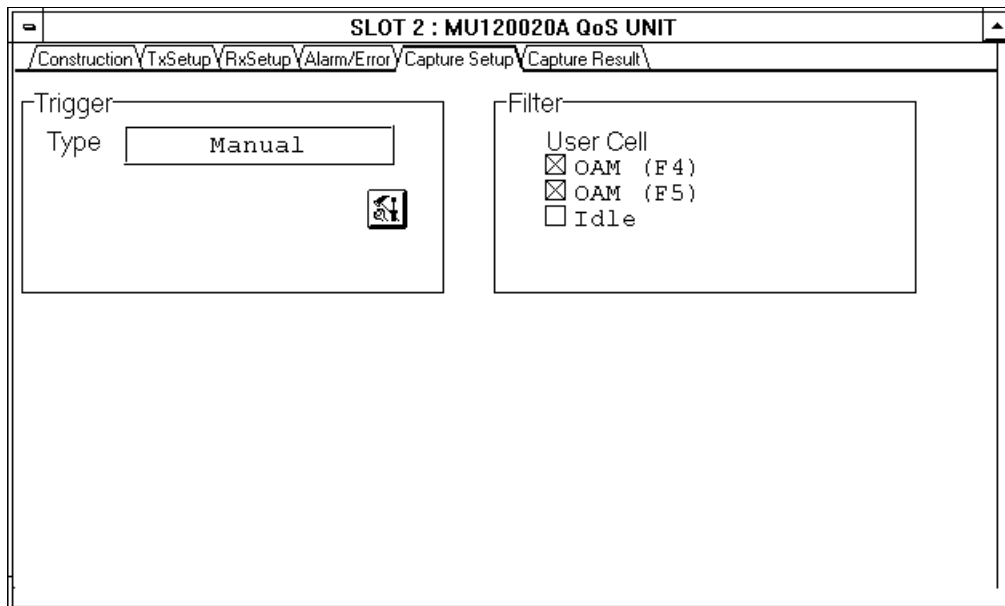 SLOT 2 : MU120020A QoS UNIT
Construction TxSetup RxSetup Alarm/Error Capture Setup Capture Result
Trigger
Type Manual
Filter
User Cell
OAM (F4)
OAM (F5)
Idle